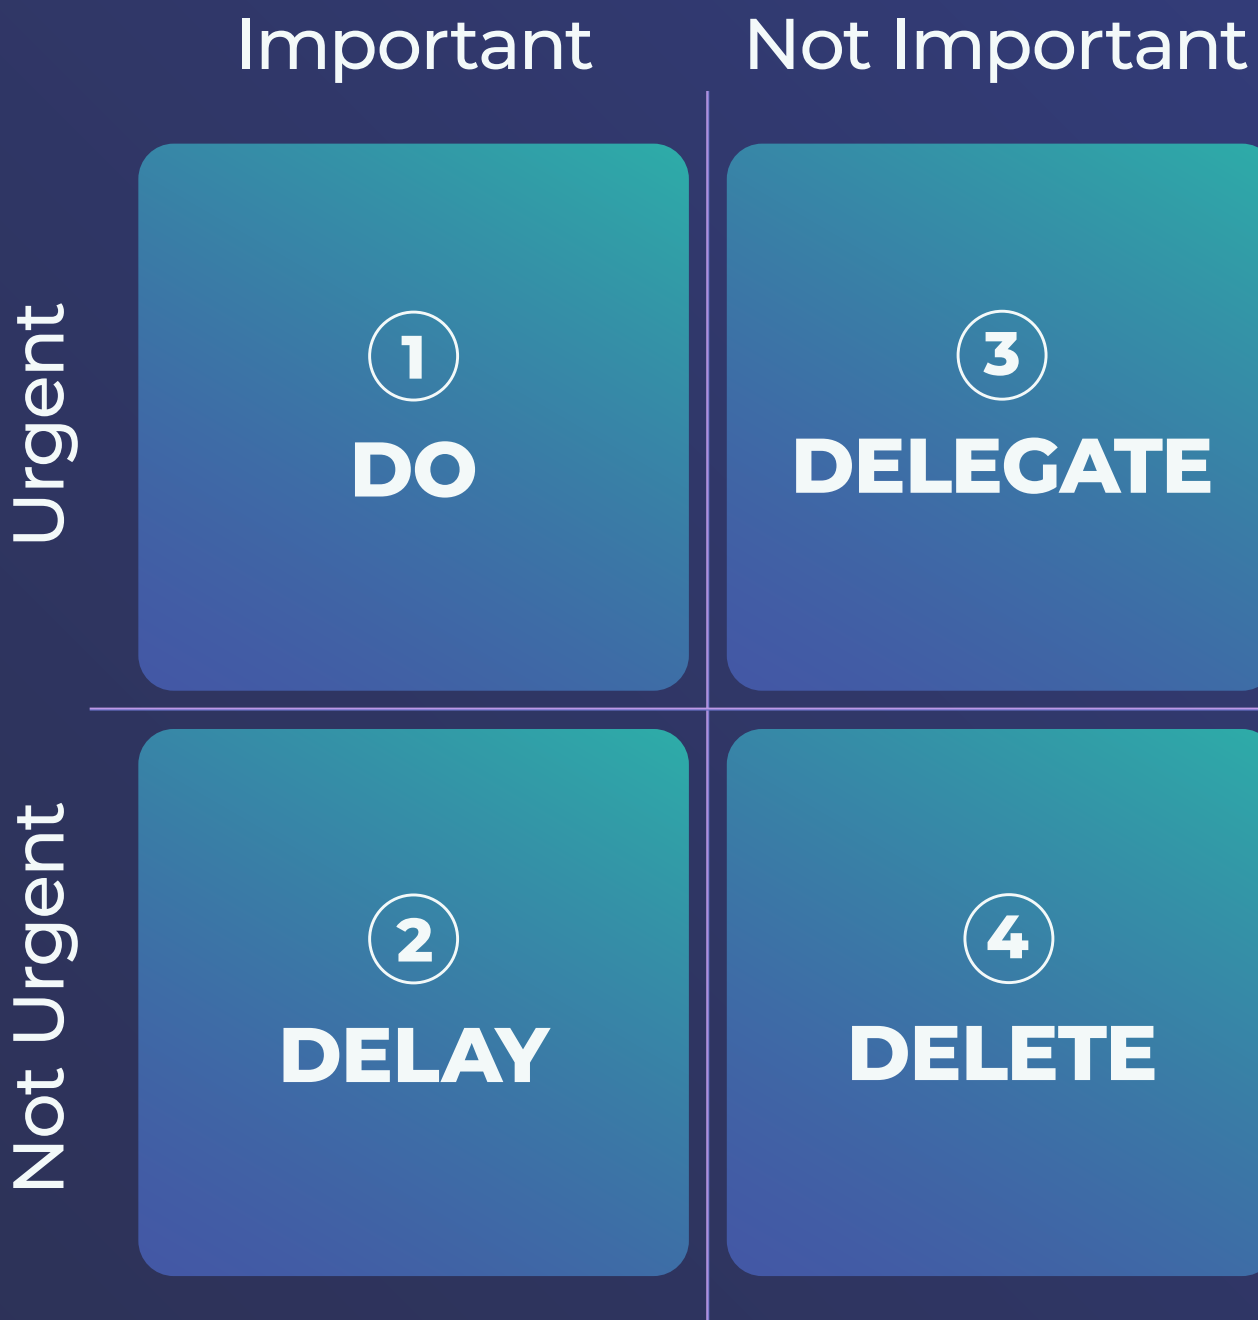 Important
Not Important
Urgent
1
DO
3
DELEGATE
Not Urgent
2
DELAY
4
DELETE